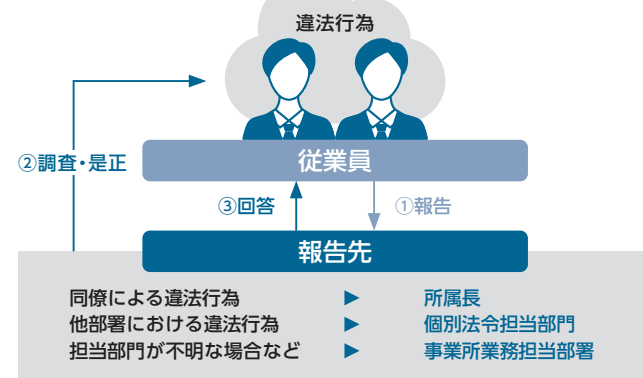 違法行為
従業員
②調査・是正
③回答
①報告
報告先
同僚による違法行為 ▶ 所属長
他部署における違法行為 ▶ 個別法令担当部門
担当部門が不明な場合など ▶ 事業所業務担当部署